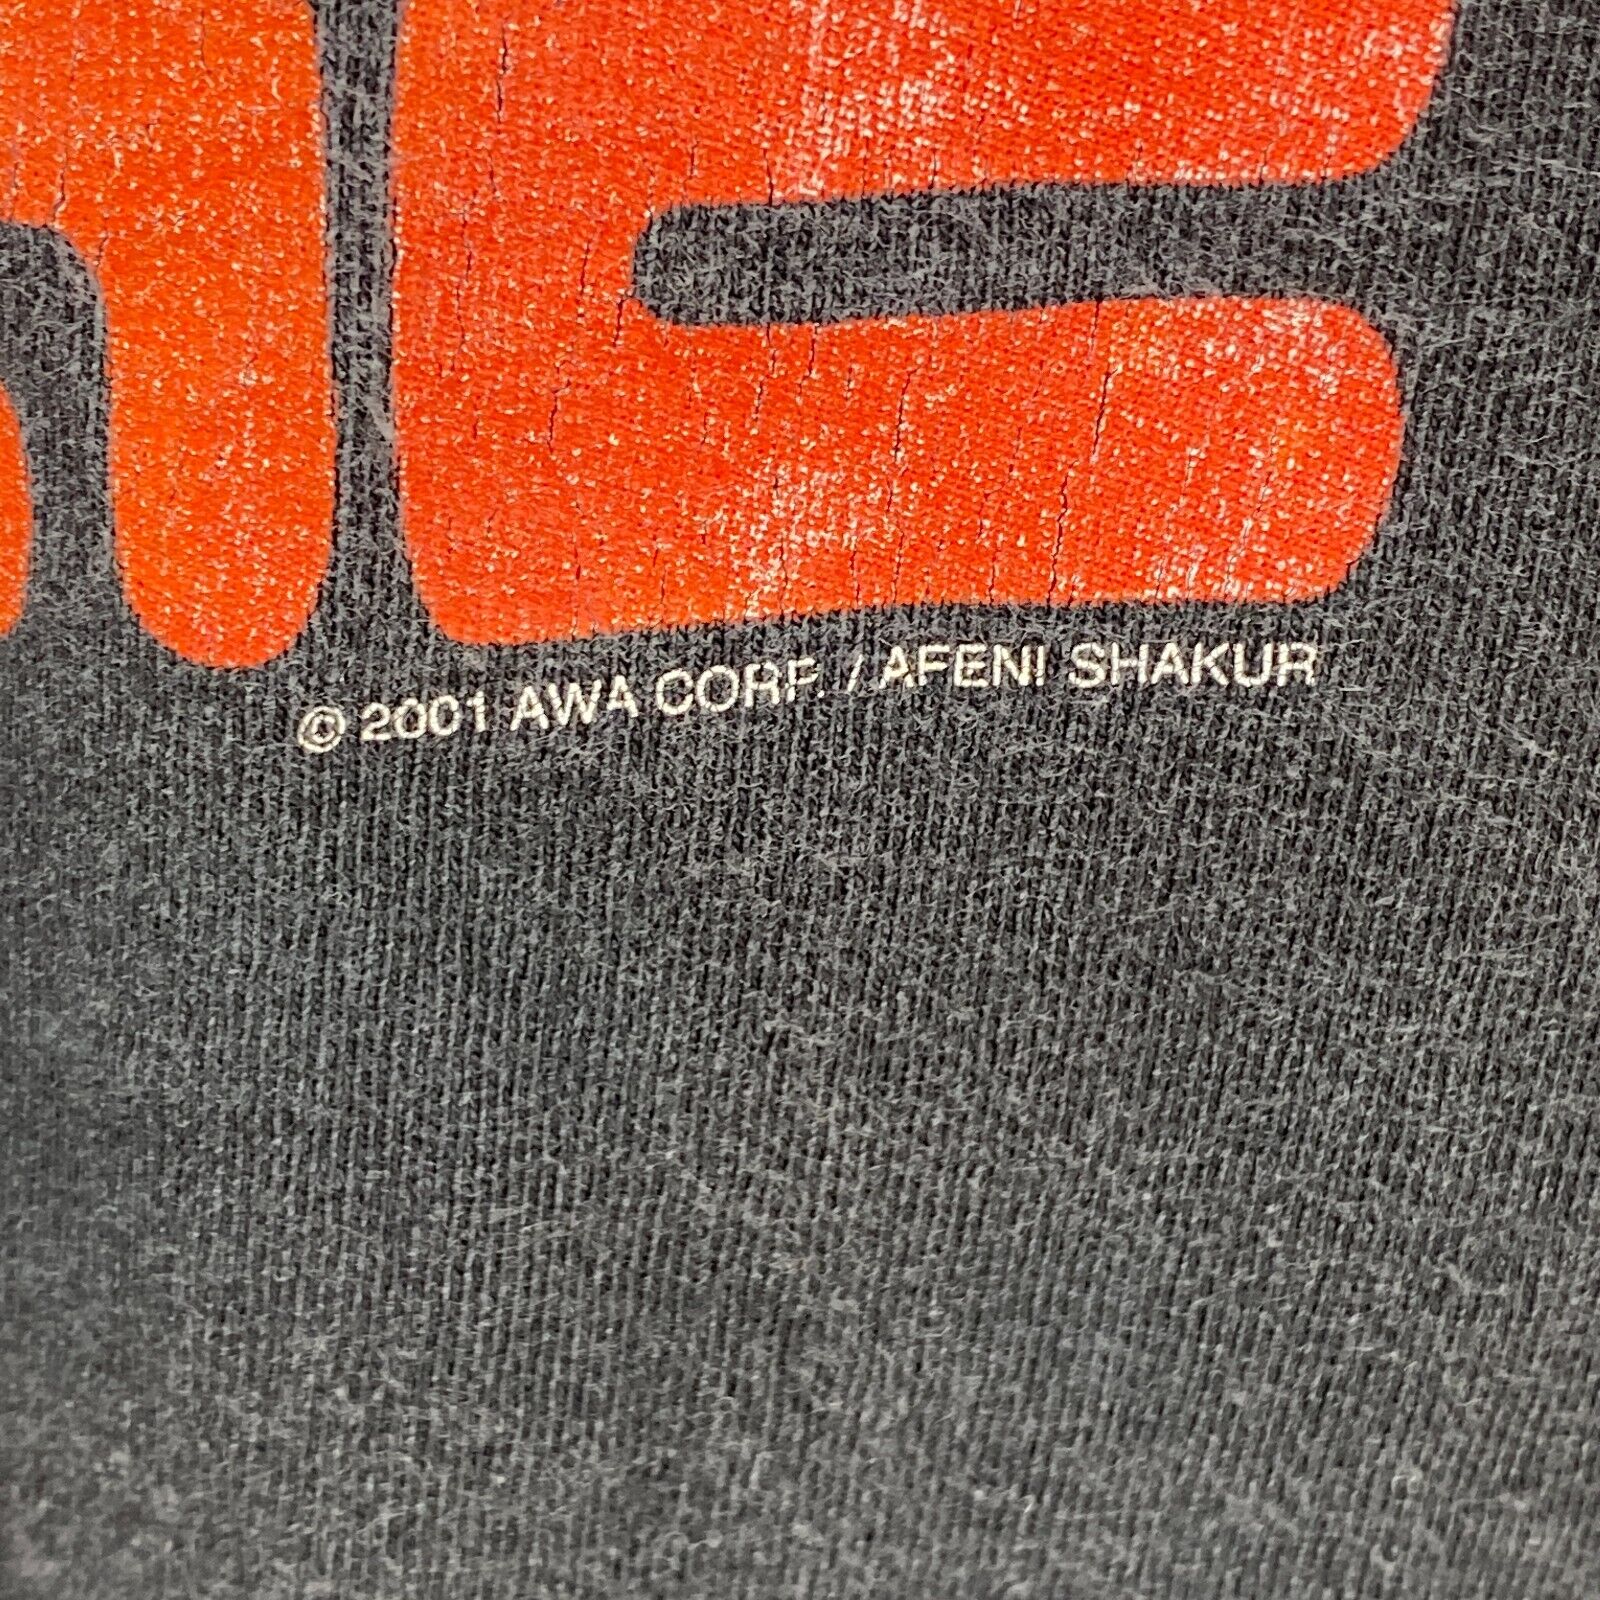 © 2001 AWA CORP. / AFENI SHAKUR